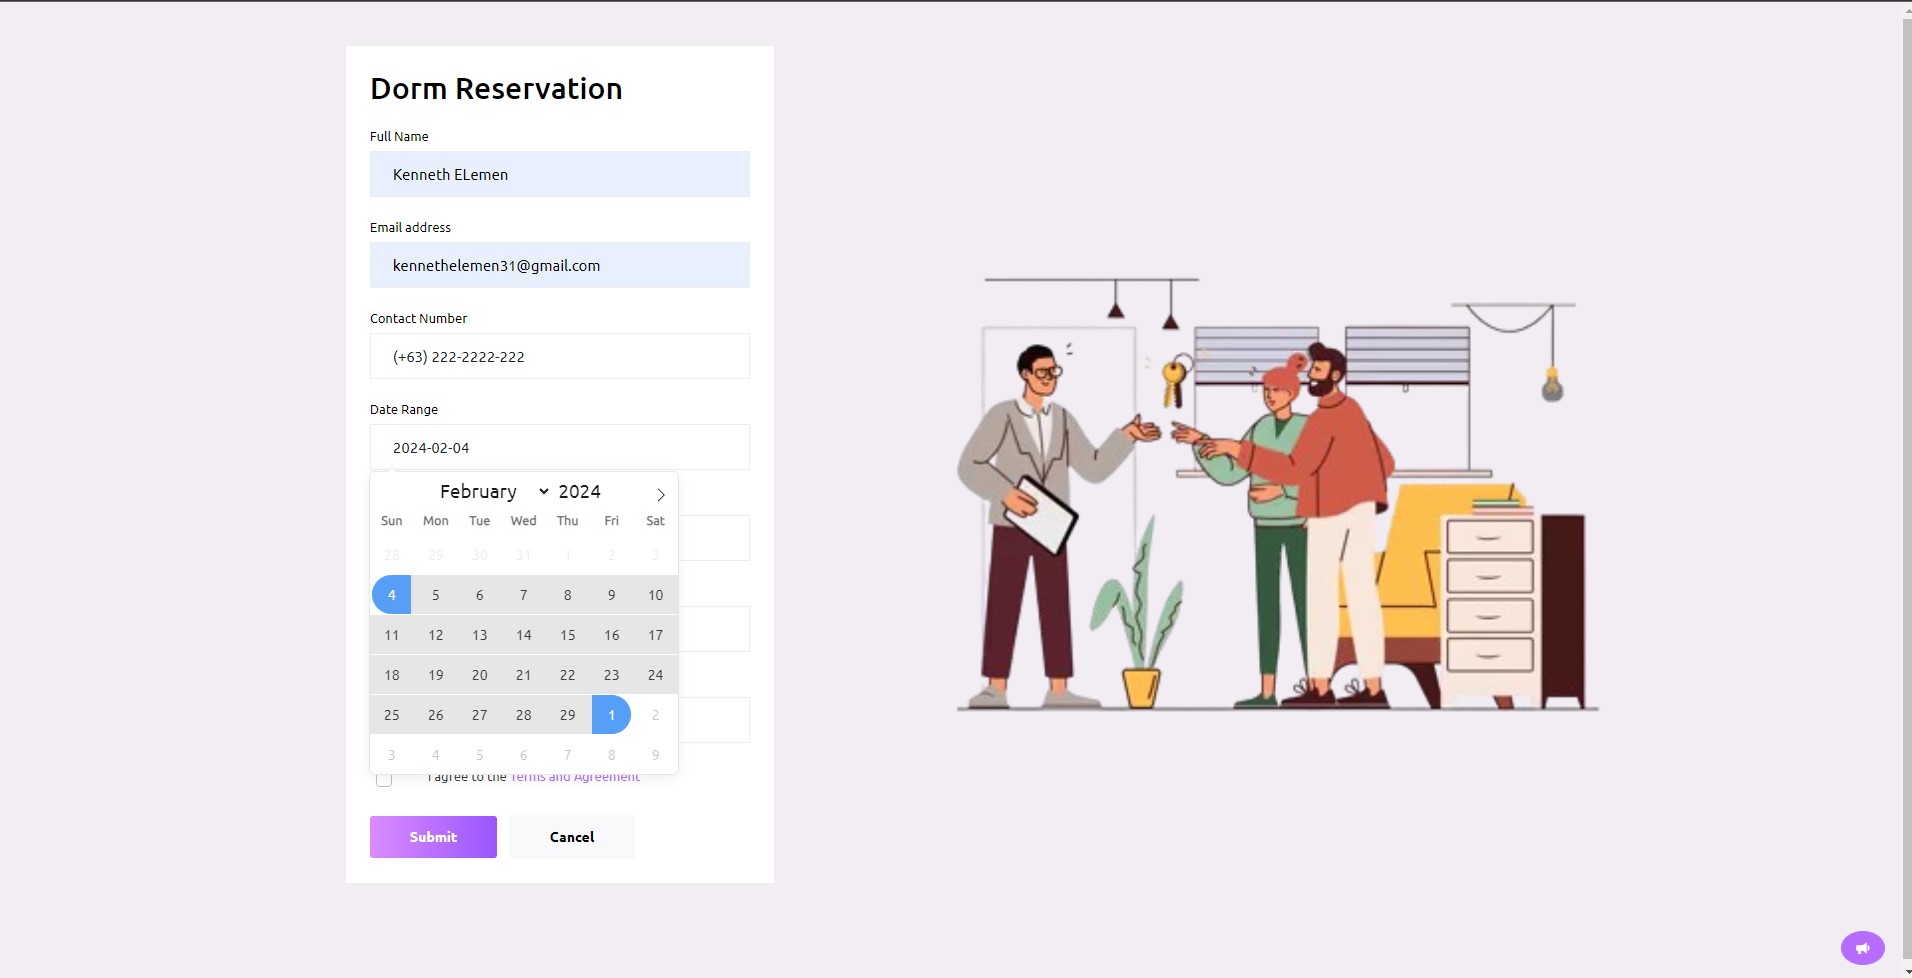 Dorm Reservation
Full Name
Kenneth ELemen
Email address
kennethelemen31@gmail.com
Contact Number
(+63) 222-2222-222
Date Range
2024-02-04
February 2024
Sun Mon Tue Wed Thu Fri Sat
28 29 30 31 1 2 3
4 5 6 7 8 9 10
11 12 13 14 15 16 17
18 19 20 21 22 23 24
25 26 27 28 29 1 2
3 4 5 6 7 8 9
I agree to the Terms and Agreement
Submit Cancel